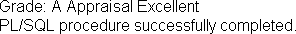 Grade: A Appraisal Excellent
PL/SQL procedure successfully completed.